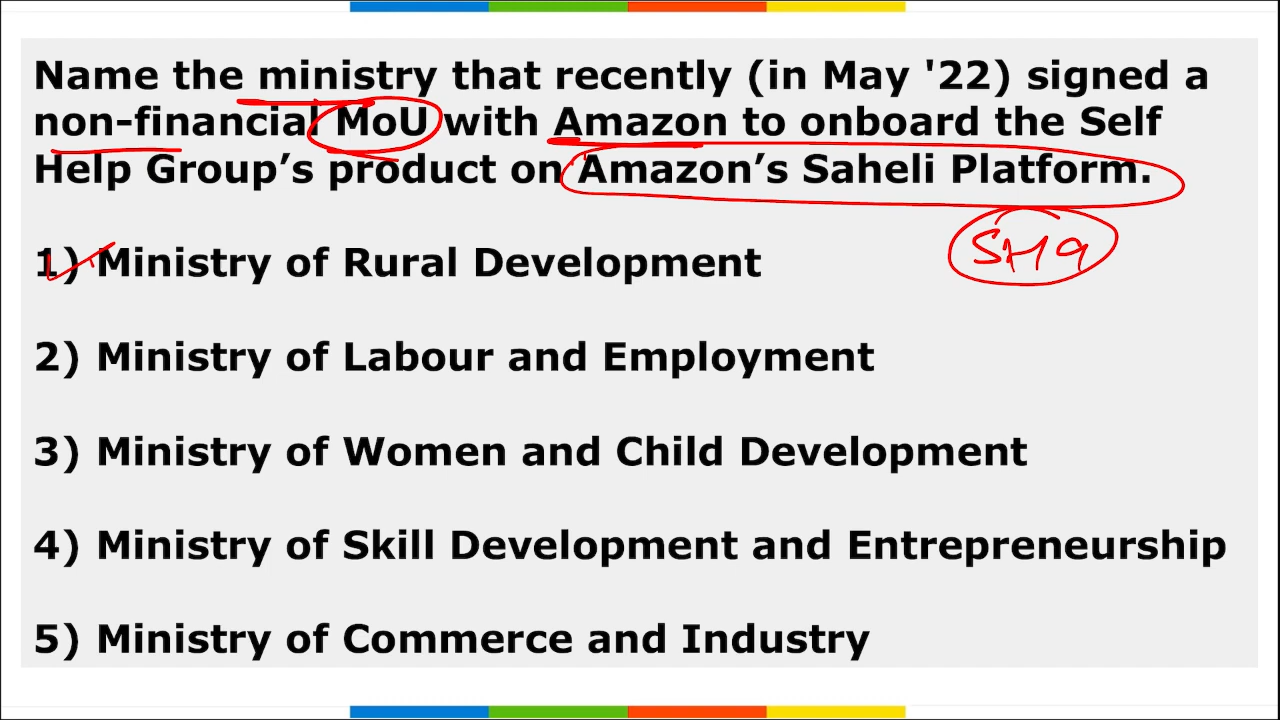 Name the ministry that recently (in May '22) signed a
non-financial MoU with Amazon to onboard the Self
Help Group’s product on Amazon’s Saheli Platform.
SHG
1) Ministry of Rural Development
2) Ministry of Labour and Employment
3) Ministry of Women and Child Development
4) Ministry of Skill Development and Entrepreneurship
5) Ministry of Commerce and Industry